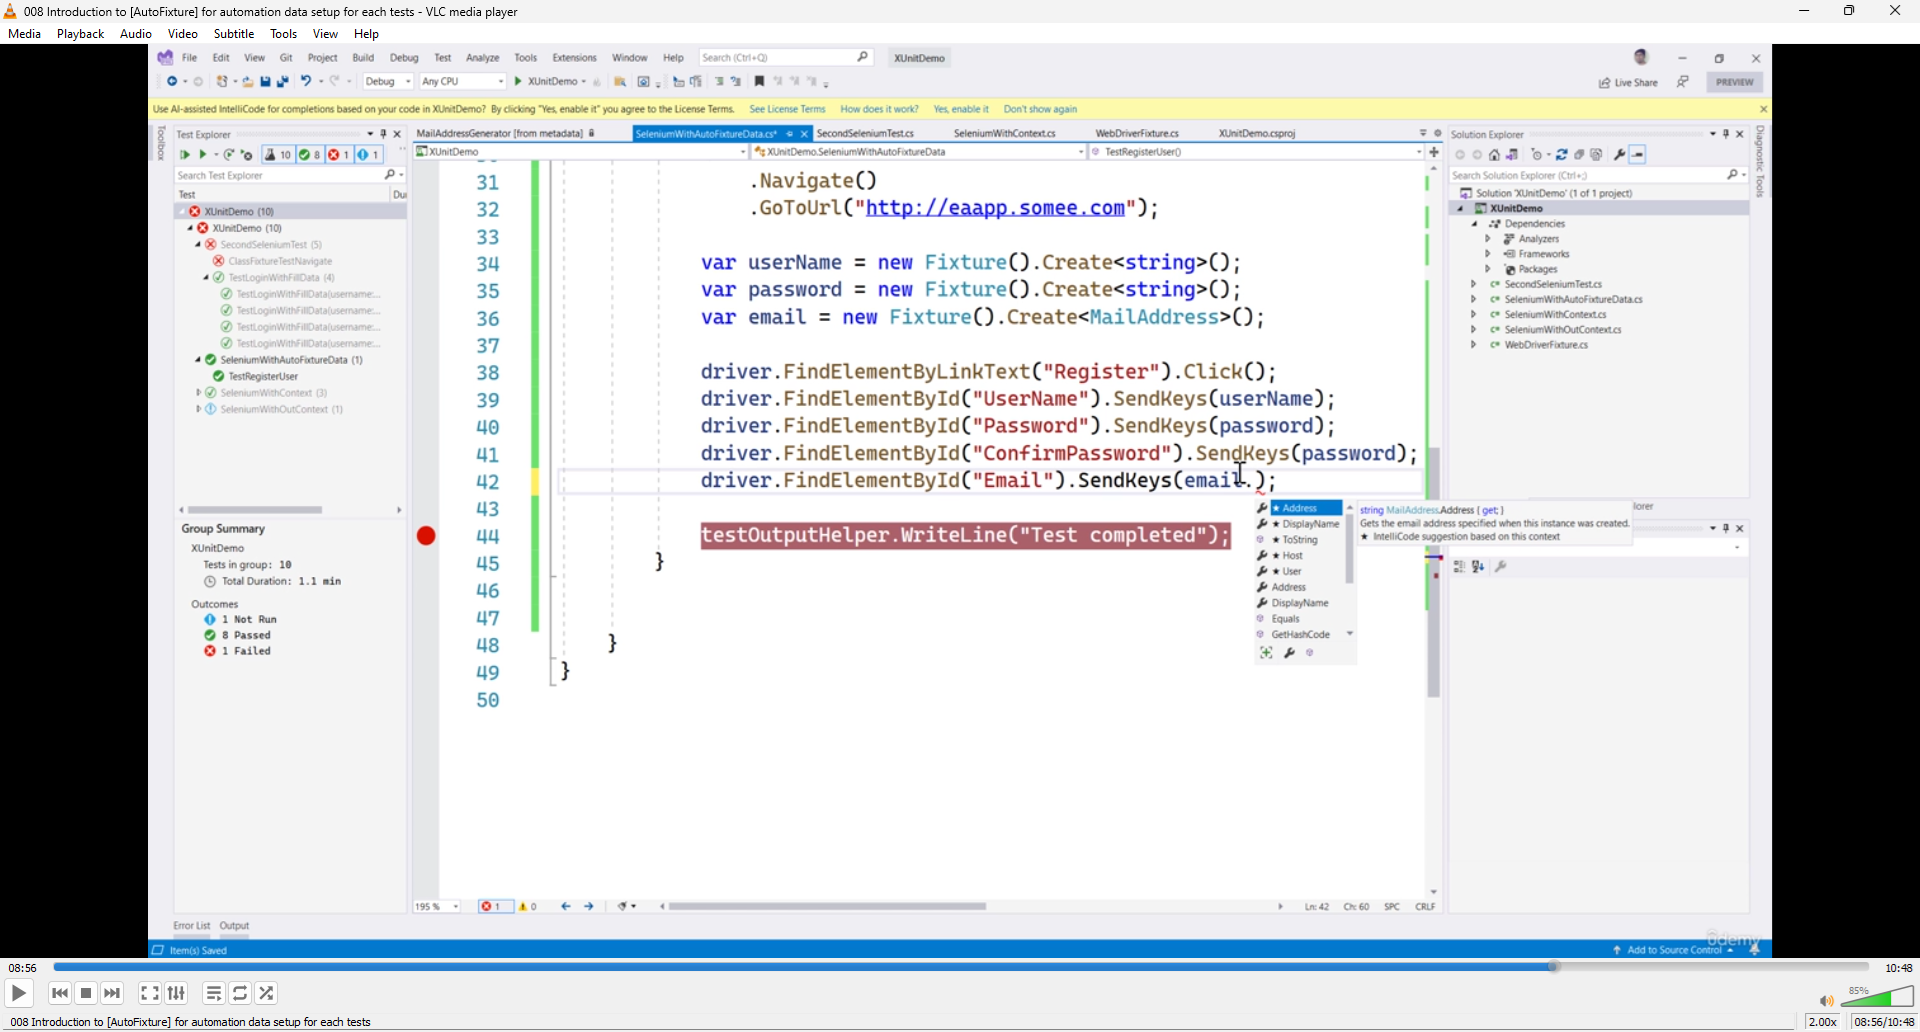 008 Introduction to [AutoFixture] for automation data setup for each tests - VLC media player
Media Playback Audio Video Subtitle Tools View Help
File Edit View Git Project Build Debug Test Analyze Tools Extensions Window Help Search (Ctrl+Q) XUnitDemo
Debug Any CPU XUnitDemo Live Share PREVIEW
Use AI-assisted IntelliCode for completions based on your code in XUnitDemo? By clicking "Yes, enable it" you agree to the License Terms. See License Terms How does it work? Yes, enable it Don't show again
Toolbox
Test Explorer
10 8 1 1
Search Test Explorer
Test Du
XUnitDemo (10)
XUnitDemo (10)
SecondSeleniumTest (5)
ClassFixtureTestNavigate
TestLoginWithFillData (4)
TestLoginWithFillData(username:...
TestLoginWithFillData(username:...
TestLoginWithFillData(username:...
TestLoginWithFillData(username:...
SeleniumWithAutoFixtureData (1)
TestRegisterUser
SeleniumWithContext (3)
SeleniumWithOutContext (1)
Group Summary
XUnitDemo
Tests in group: 10
Total Duration: 1.1 min
Outcomes
1 Not Run
8 Passed
1 Failed
MailAddressGenerator [from metadata] SeleniumWithAutoFixtureData.cs* SecondSeleniumTest.cs SeleniumWithContext.cs WebDriverFixture.cs XUnitDemo.csproj
XUnitDemo XUnitDemo.SeleniumWithAutoFixtureData TestRegisterUser()
31 .Navigate()
32 .GoToUrl("http://eaapp.somee.com");
33
34 var userName = new Fixture().Create<string>();
35 var password = new Fixture().Create<string>();
36 var email = new Fixture().Create<MailAddress>();
37
38 driver.FindElementByLinkText("Register").Click();
39 driver.FindElementById("UserName").SendKeys(userName);
40 driver.FindElementById("Password").SendKeys(password);
41 driver.FindElementById("ConfirmPassword").SendKeys(password);
42 driver.FindElementById("Email").SendKeys(email.);
43
44 testOutputHelper.WriteLine("Test completed");
45 }
46
47
48 }
49 }
50
★ Address
★ DisplayName
★ ToString
★ Host
★ User
Address
DisplayName
Equals
GetHashCode
string MailAddress.Address { get; }
Gets the email address specified when this instance was created.
★ IntelliCode suggestion based on this context
195 % 1 0 Ln: 42 Ch: 60 SPC CRLF
Solution Explorer
Search Solution Explorer (Ctrl+;)
Solution 'XUnitDemo' (1 of 1 project)
XUnitDemo
Dependencies
Analyzers
Frameworks
Packages
SecondSeleniumTest.cs
SeleniumWithAutoFixtureData.cs
SeleniumWithContext.cs
SeleniumWithOutContext.cs
WebDriverFixture.cs
Diagnostic Tools
Error List Output
Item(s) Saved Add to Source Control
ûdemy
08:56 10:48
85%
008 Introduction to [AutoFixture] for automation data setup for each tests 2.00x 08:56/10:48